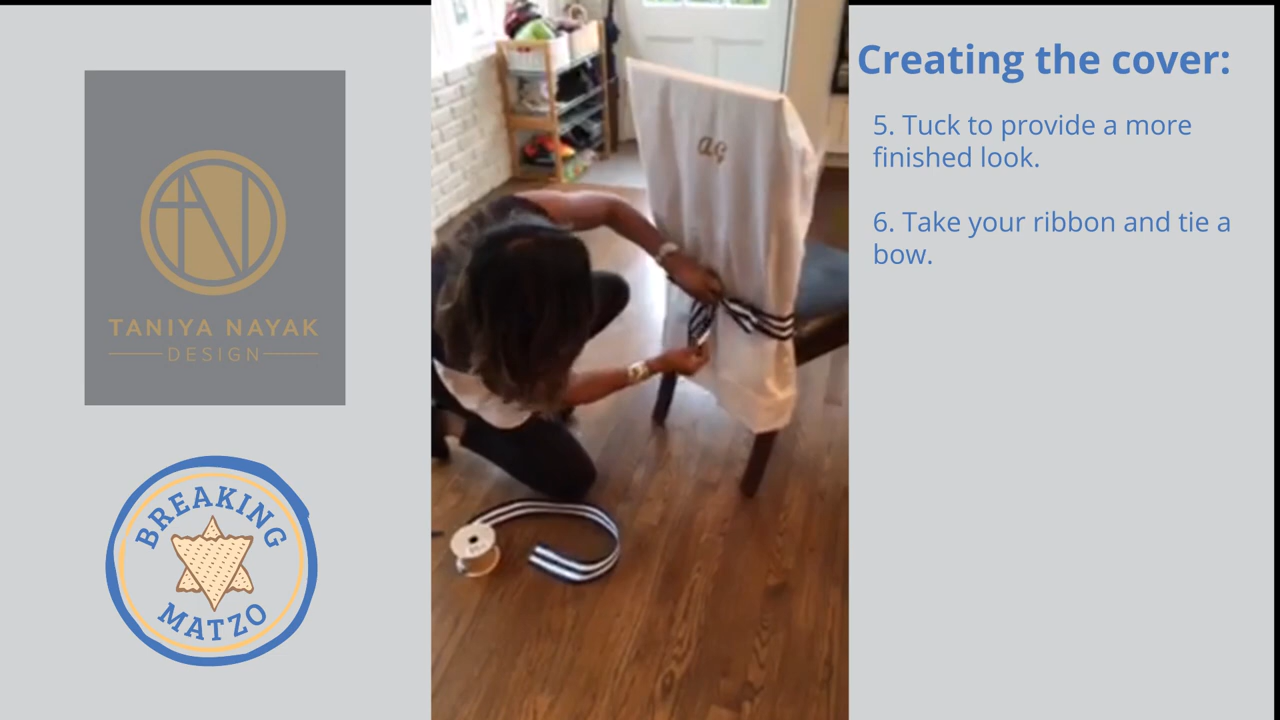 TANIYA NAYAK
DESIGN
BREAKING
MATZO
ag
Creating the cover:
5. Tuck to provide a more
finished look.
6. Take your ribbon and tie a
bow.